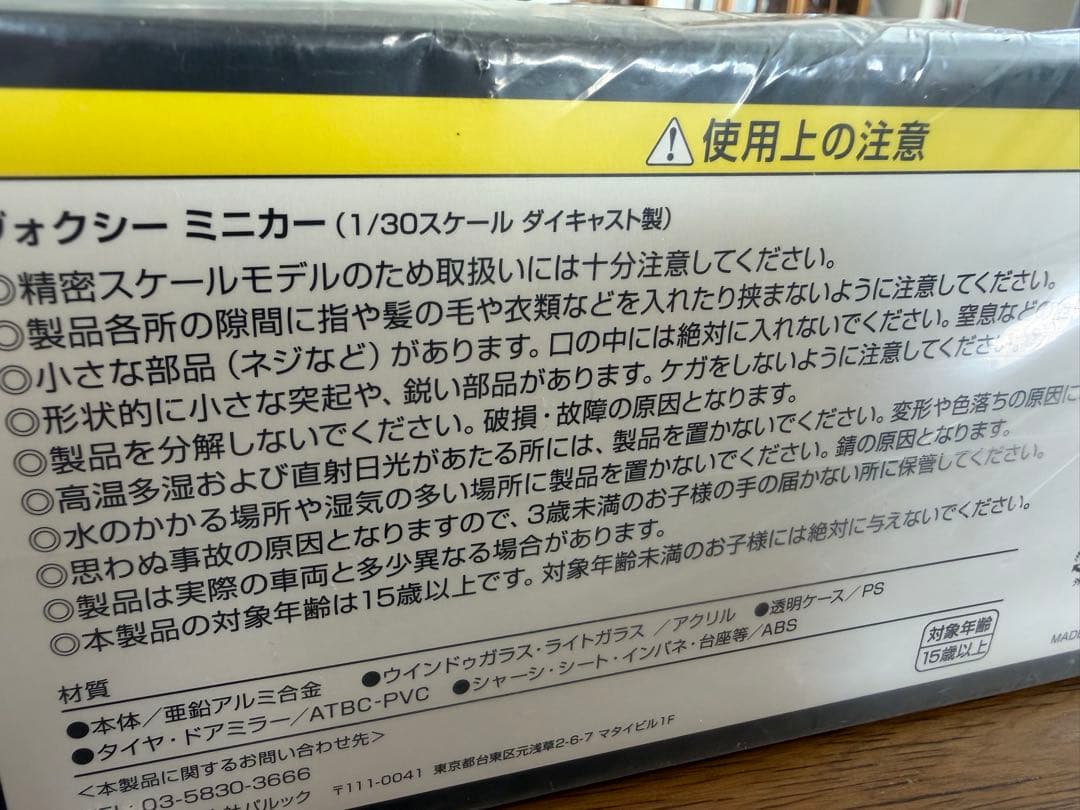 ⚠使用上の注意
ヴォクシー ミニカー(1/30スケール ダイキャスト製)
◎精密スケールモデルのため取扱いには十分注意してください。
◎製品各所の隙間に指や髪の毛や衣類などを入れたり挟まないように注意してください。
◎小さな部品(ネジなど)があります。口の中には絶対に入れないでください。窒息などの
◎形状的に小さな突起や、鋭い部品があります。ケガをしないように注意してください。
◎製品を分解しないでください。破損・故障の原因となります。
◎高温多湿および直射日光があたる所には、製品を置かないでください。変形や色落ちの原因に
◎水のかかる場所や湿気の多い場所に製品を置かないでください。錆の原因となります。
◎思わぬ事故の原因となりますので、3歳未満のお子様の手の届かない所に保管してください。
◎製品は実際の車両と多少異なる場合があります。
◎本製品の対象年齢は15歳以上です。対象年齢未満のお子様には絶対に与えないでください。
材質
●本体/亜鉛アルミ合金 ●ウインドゥガラス・ライトガラス/アクリル ●透明ケース/PS
●タイヤ・ドアミラー/ATBC-PVC ●シャーシ・シート・インパネ・台座等/ABS
対象年齢
15歳以上
MADE
<本製品に関するお問い合わせ先>
TEL:03-5830-3666 〒111-0041 東京都台東区元浅草2-6-7 マタイビル1F
バルック